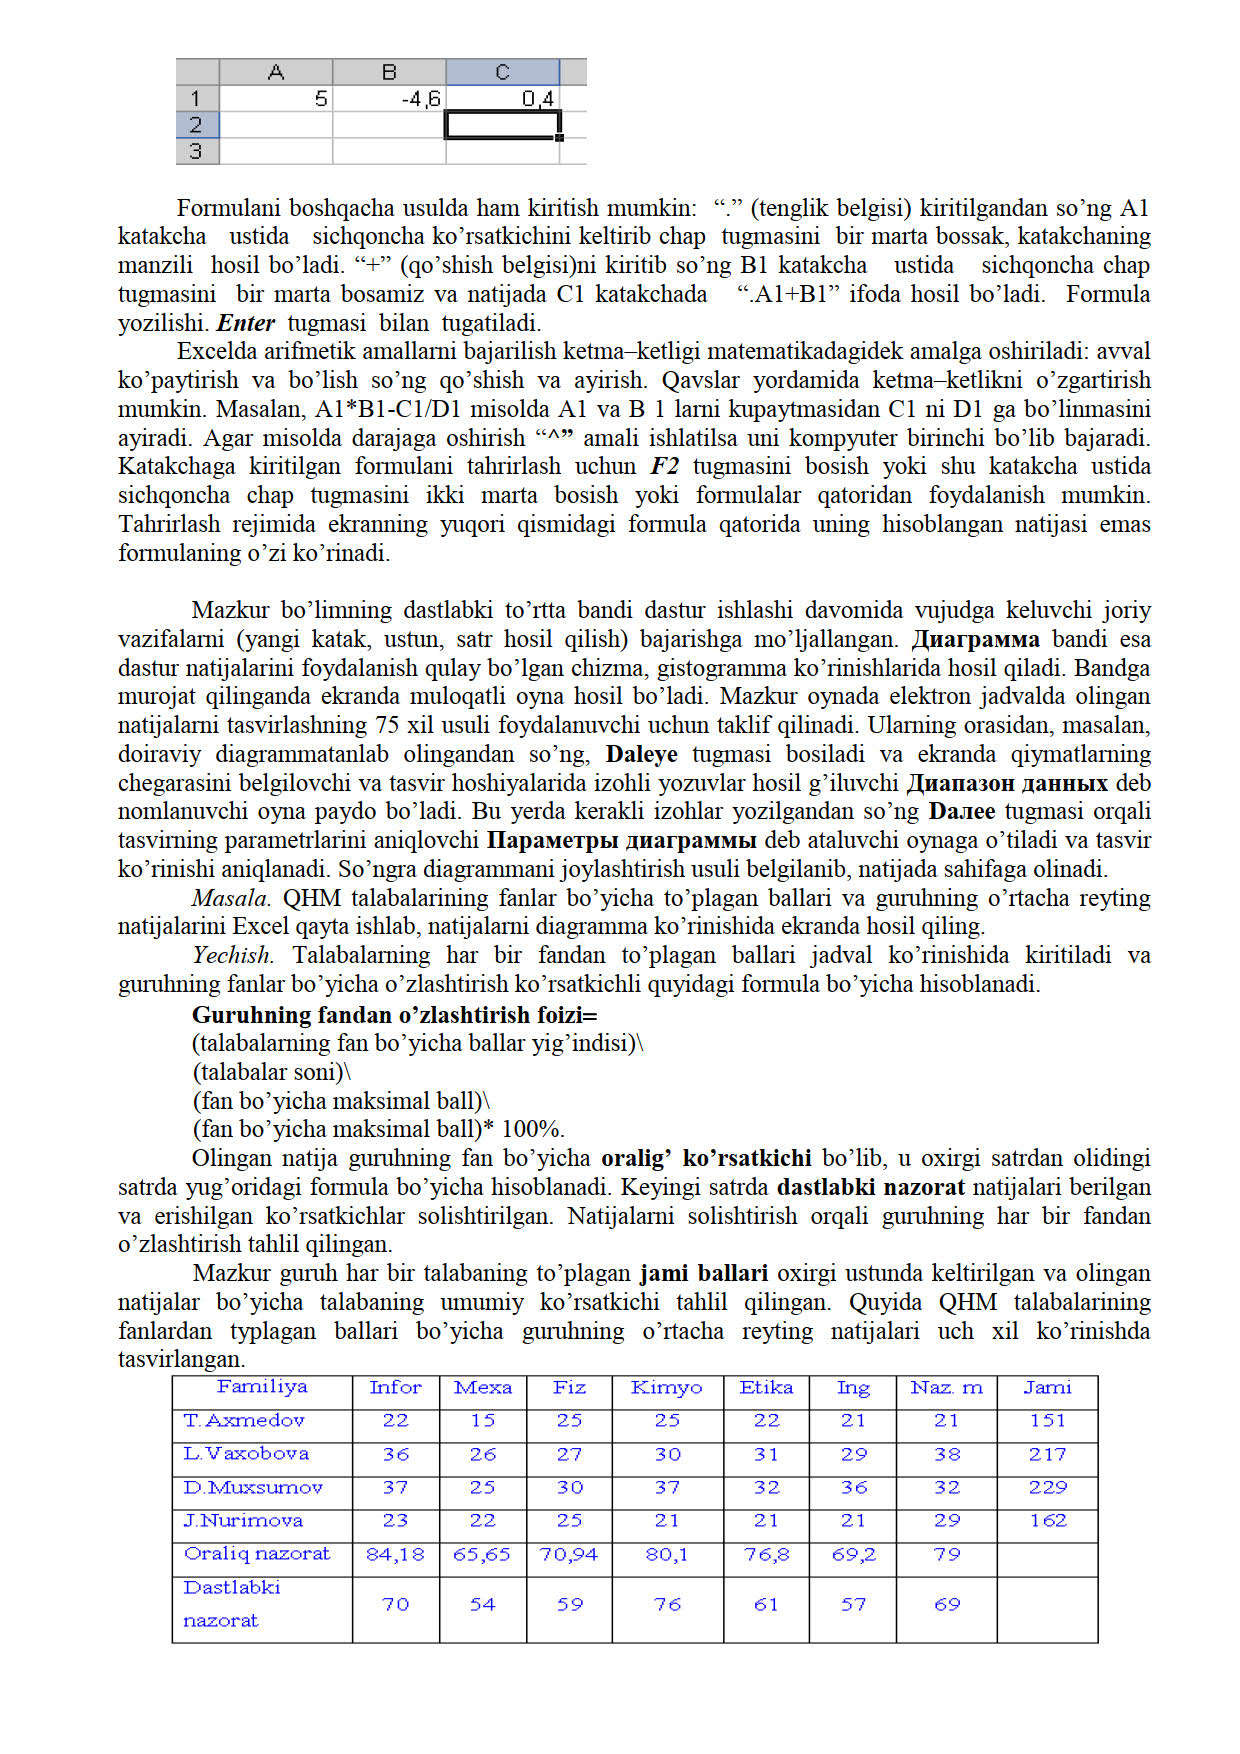 A B C
1 5 -4,6 0,4
2
3
Formulani boshqacha usulda ham kiritish mumkin: “.” (tenglik belgisi) kiritilgandan so’ng A1
katakcha ustida sichqoncha ko’rsatkichini keltirib chap tugmasini bir marta bossak, katakchaning
manzili hosil bo’ladi. “+” (qo’shish belgisi)ni kiritib so’ng B1 katakcha ustida sichqoncha chap
tugmasini bir marta bosamiz va natijada C1 katakchada “.A1+B1” ifoda hosil bo’ladi. Formula
yozilishi. Enter tugmasi bilan tugatiladi.
Excelda arifmetik amallarni bajarilish ketma–ketligi matematikadagidek amalga oshiriladi: avval
ko’paytirish va bo’lish so’ng qo’shish va ayirish. Qavslar yordamida ketma–ketlikni o’zgartirish
mumkin. Masalan, A1*B1-C1/D1 misolda A1 va B 1 larni kupaytmasidan C1 ni D1 ga bo’linmasini
ayiradi. Agar misolda darajaga oshirish “^” amali ishlatilsa uni kompyuter birinchi bo’lib bajaradi.
Katakchaga kiritilgan formulani tahrirlash uchun F2 tugmasini bosish yoki shu katakcha ustida
sichqoncha chap tugmasini ikki marta bosish yoki formulalar qatoridan foydalanish mumkin.
Tahrirlash rejimida ekranning yuqori qismidagi formula qatorida uning hisoblangan natijasi emas
formulaning o’zi ko’rinadi.
Mazkur bo’limning dastlabki to’rtta bandi dastur ishlashi davomida vujudga keluvchi joriy
vazifalarni (yangi katak, ustun, satr hosil qilish) bajarishga mo’ljallangan. Диаграмма bandi esa
dastur natijalarini foydalanish qulay bo’lgan chizma, gistogramma ko’rinishlarida hosil qiladi. Bandga
murojat qilinganda ekranda muloqatli oyna hosil bo’ladi. Mazkur oynada elektron jadvalda olingan
natijalarni tasvirlashning 75 xil usuli foydalanuvchi uchun taklif qilinadi. Ularning orasidan, masalan,
doiraviy diagrammatanlab olingandan so’ng, Daleye tugmasi bosiladi va ekranda qiymatlarning
chegarasini belgilovchi va tasvir hoshiyalarida izohli yozuvlar hosil g’iluvchi Диапазон данных deb
nomlanuvchi oyna paydo bo’ladi. Bu yerda kerakli izohlar yozilgandan so’ng Dалее tugmasi orqali
tasvirning parametrlarini aniqlovchi Параметры диаграммы deb ataluvchi oynaga o’tiladi va tasvir
ko’rinishi aniqlanadi. So’ngra diagrammani joylashtirish usuli belgilanib, natijada sahifaga olinadi.
Masala. QHM talabalarining fanlar bo’yicha to’plagan ballari va guruhning o’rtacha reyting
natijalarini Excel qayta ishlab, natijalarni diagramma ko’rinishida ekranda hosil qiling.
Yechish. Talabalarning har bir fandan to’plagan ballari jadval ko’rinishida kiritiladi va
guruhning fanlar bo’yicha o’zlashtirish ko’rsatkichli quyidagi formula bo’yicha hisoblanadi.
Guruhning fandan o’zlashtirish foizi=
(talabalarning fan bo’yicha ballar yig’indisi)\
(talabalar soni)\
(fan bo’yicha maksimal ball)\
(fan bo’yicha maksimal ball)* 100%.
Olingan natija guruhning fan bo’yicha oralig’ ko’rsatkichi bo’lib, u oxirgi satrdan olidingi
satrda yug’oridagi formula bo’yicha hisoblanadi. Keyingi satrda dastlabki nazorat natijalari berilgan
va erishilgan ko’rsatkichlar solishtirilgan. Natijalarni solishtirish orqali guruhning har bir fandan
o’zlashtirish tahlil qilingan.
Mazkur guruh har bir talabaning to’plagan jami ballari oxirgi ustunda keltirilgan va olingan
natijalar bo’yicha talabaning umumiy ko’rsatkichi tahlil qilingan. Quyida QHM talabalarining
fanlardan typlagan ballari bo’yicha guruhning o’rtacha reyting natijalari uch xil ko’rinishda
tasvirlangan.
Familiya Infor Mexa Fiz Kimyo Etika Ing Naz. m Jami
T.Axmedov 22 15 25 25 22 21 21 151
L.Vaxobova 36 26 27 30 31 29 38 217
D.Muxsumov 37 25 30 37 32 36 32 229
J.Nurimova 23 22 25 21 21 21 29 162
Oraliq nazorat 84,18 65,65 70,94 80,1 76,8 69,2 79
Dastlabki
nazorat 70 54 59 76 61 57 69